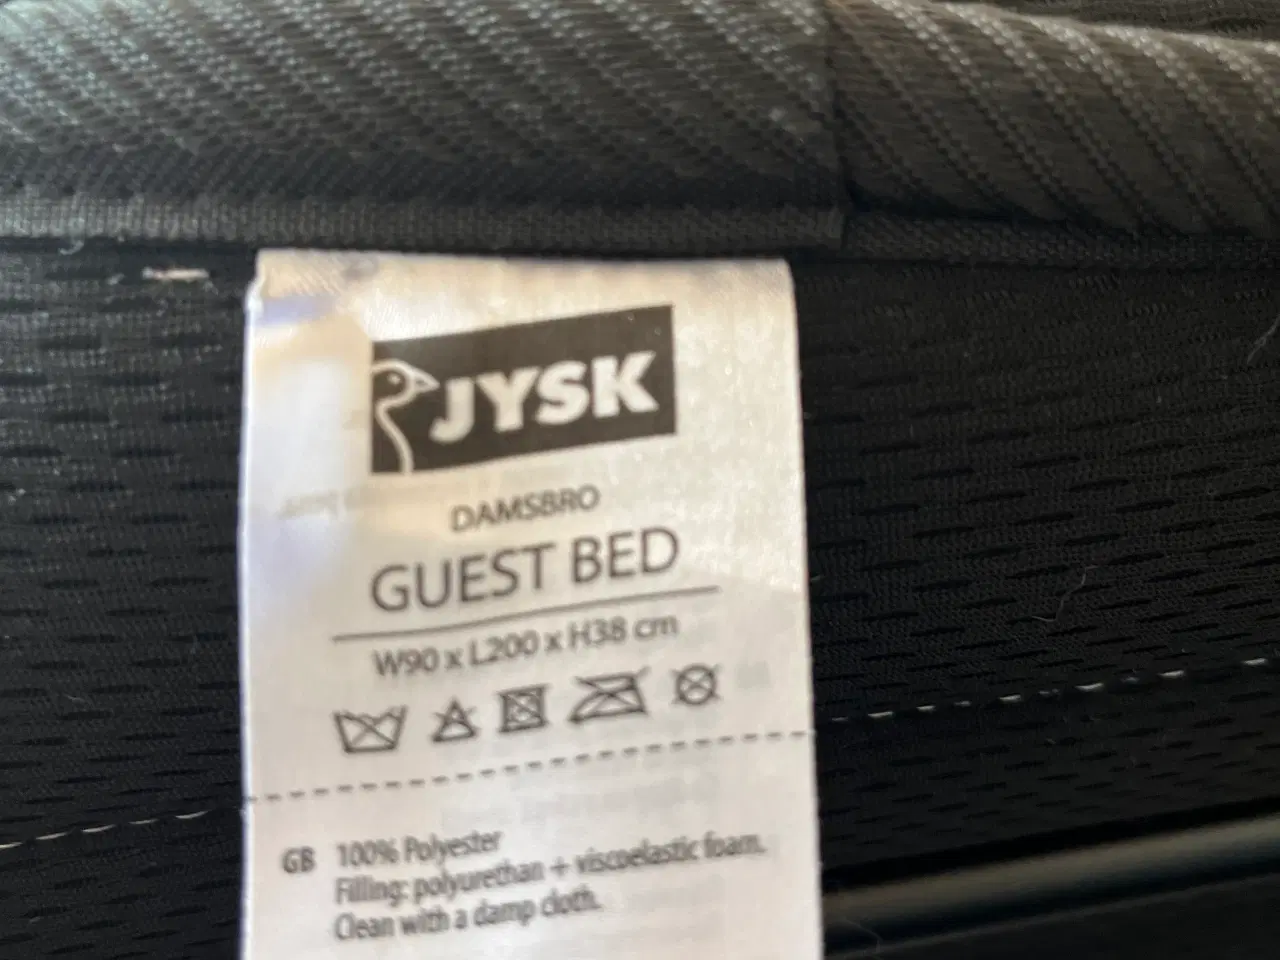 JYSK
DAMSBRO
GUEST BED
W90 x L200 x H38 cm
GB 100% Polyester
Filling: polyurethan + viscoelastic foam.
Clean with a damp cloth.